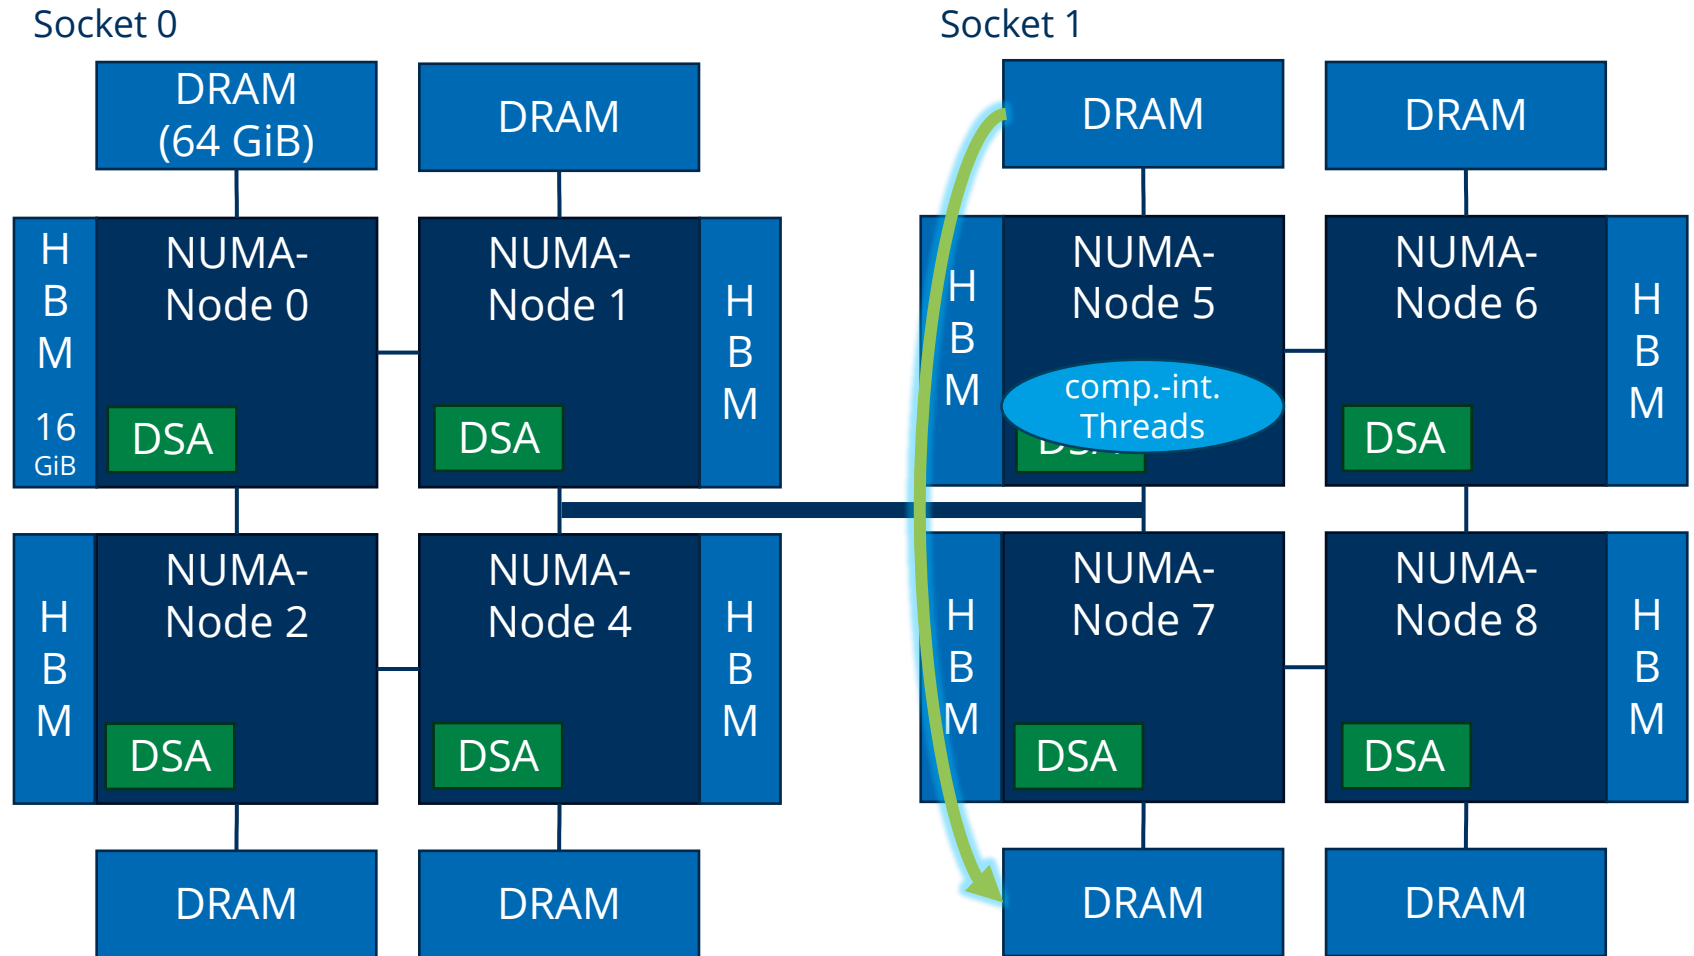 Socket 0
Socket 1
DRAM
(64 GiB)
DRAM
DRAM
DRAM
H
B
M
16
GiB
NUMA-
Node 0
DSA
NUMA-
Node 1
DSA
H
B
M
H
B
M
NUMA-
Node 5
comp.-int.
Threads
DSA
NUMA-
Node 6
DSA
H
B
M
H
B
M
NUMA-
Node 2
DSA
NUMA-
Node 4
DSA
H
B
M
H
B
M
NUMA-
Node 7
DSA
NUMA-
Node 8
DSA
H
B
M
DRAM
DRAM
DRAM
DRAM